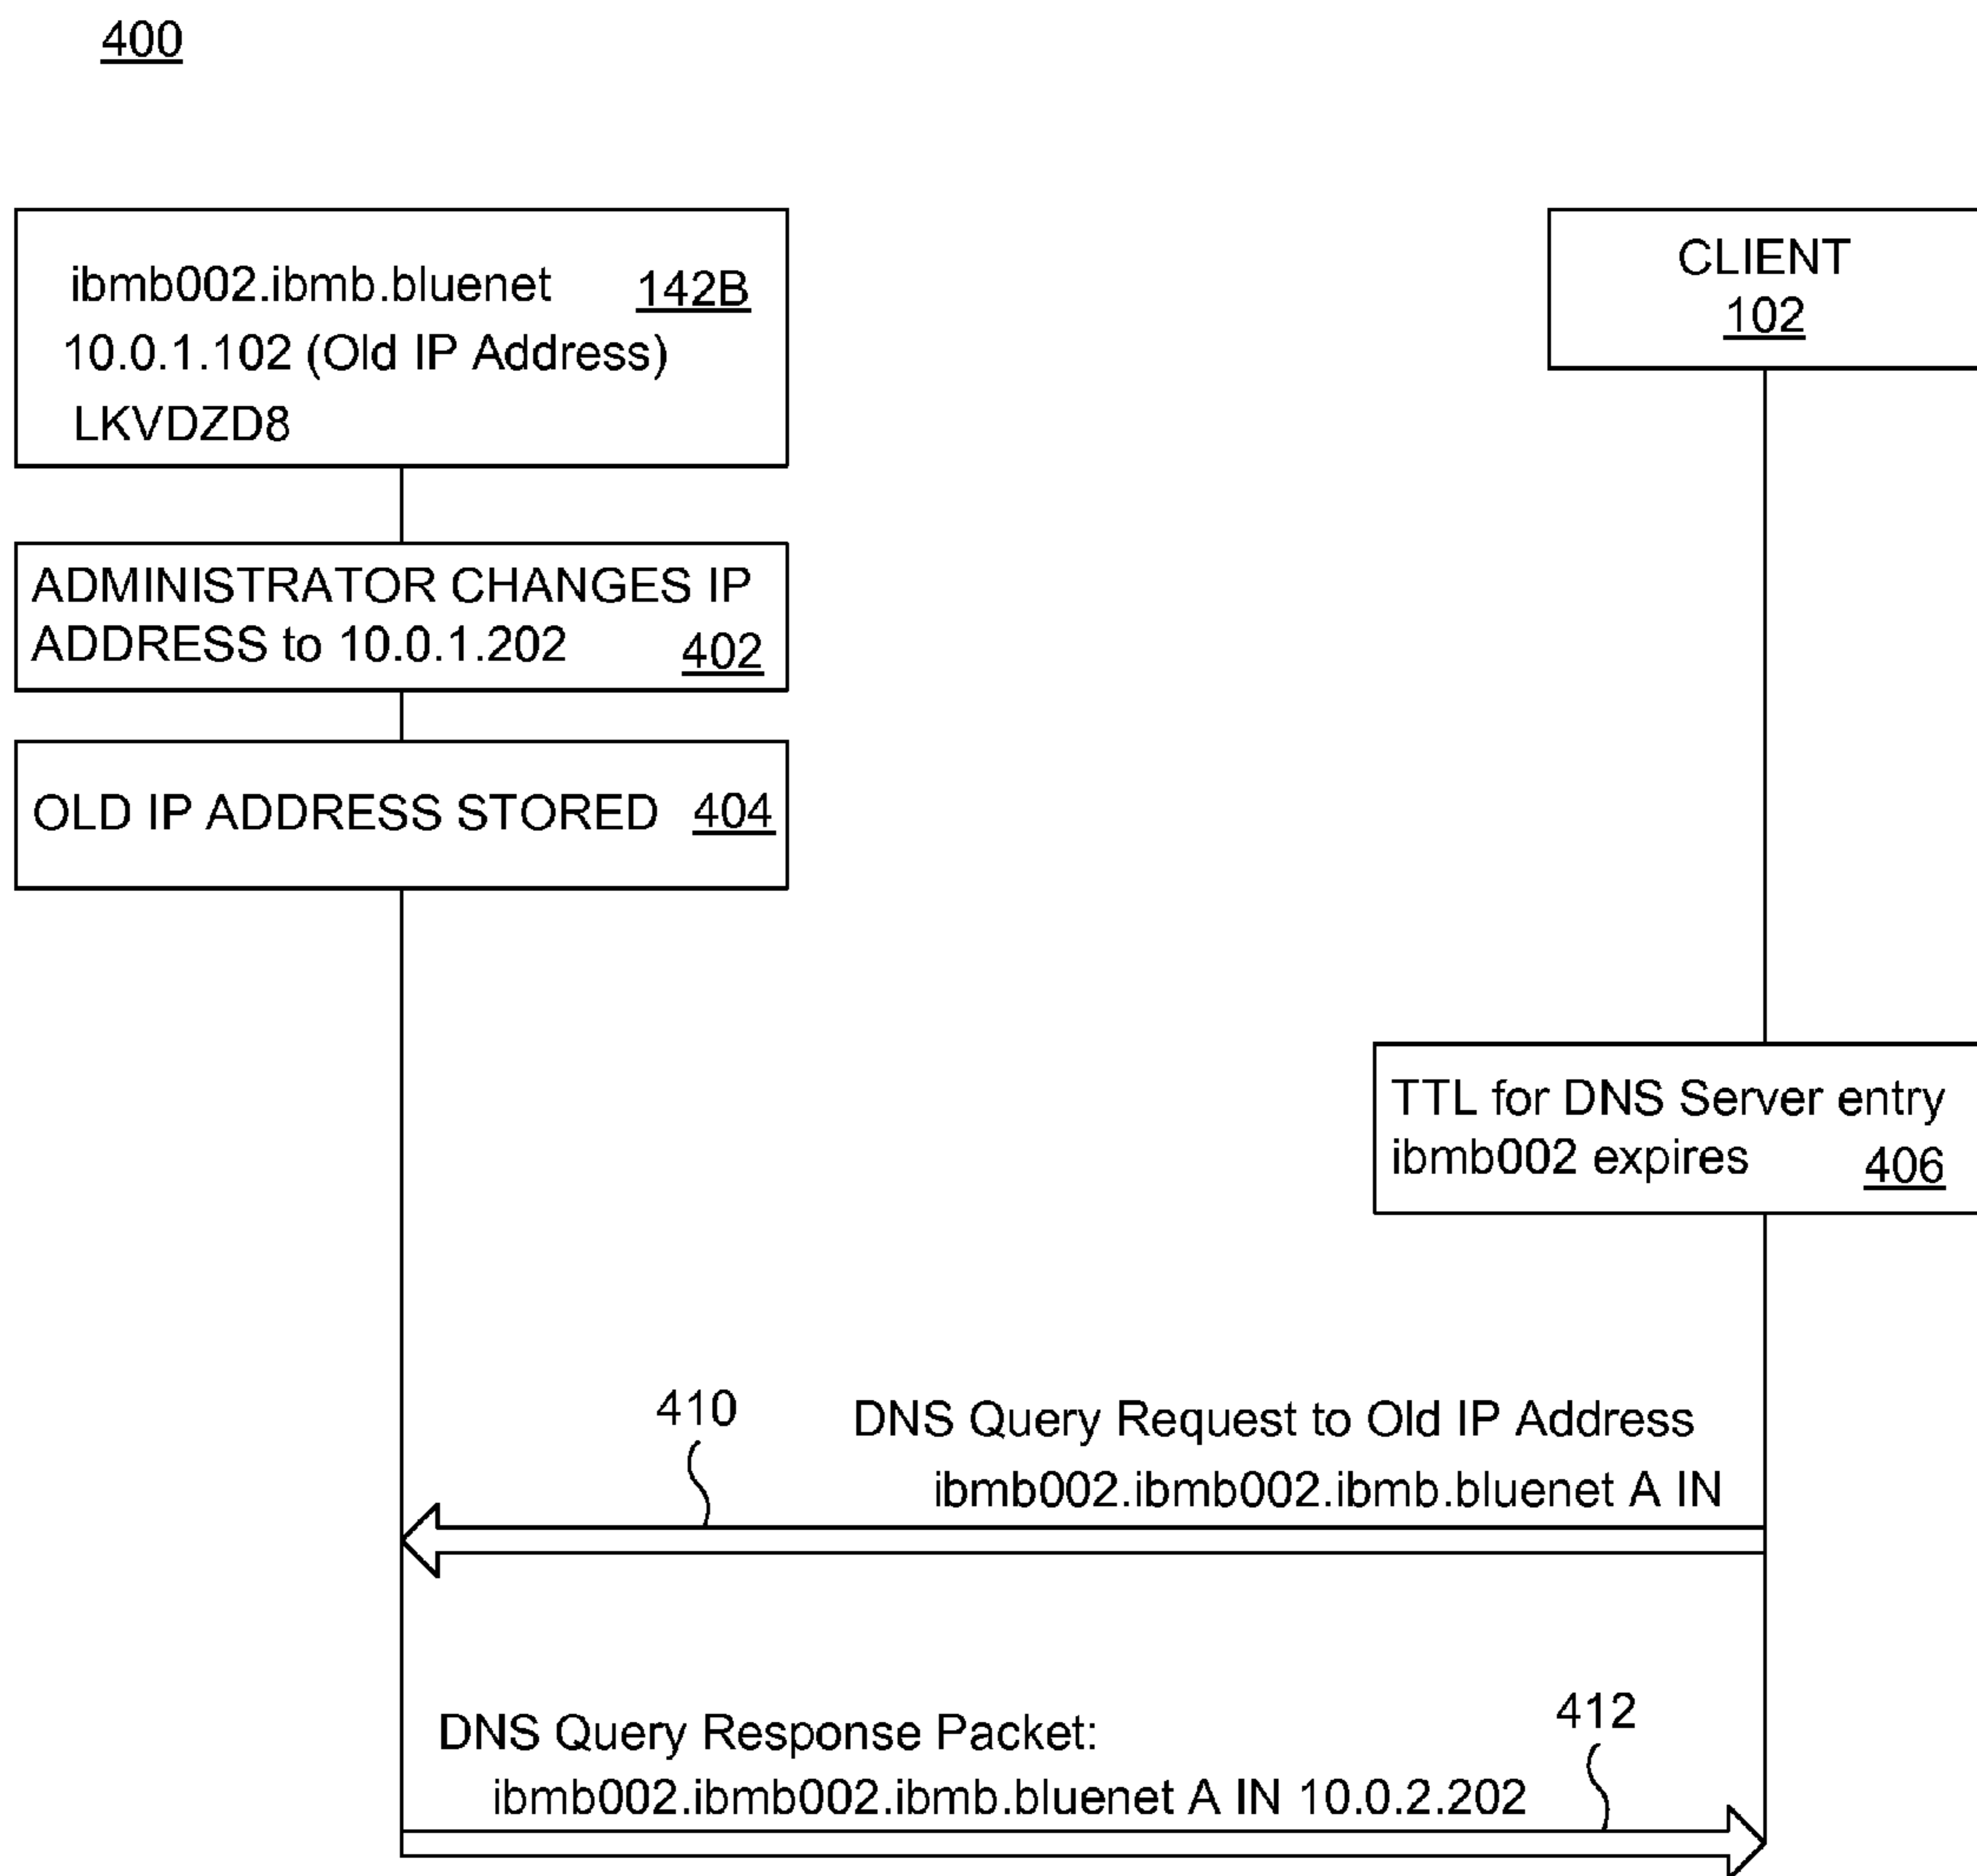 400
ibmb002.ibmb.bluenet 142B
10.0.1.102 (Old IP Address)
LKVDZD8
CLIENT
102
ADMINISTRATOR CHANGES IP
ADDRESS to 10.0.1.202 402
OLD IP ADDRESS STORED 404
TTL for DNS Server entry
ibmb002 expires 406
410
DNS Query Request to Old IP Address
ibmb002.ibmb002.ibmb.bluenet A IN
412
DNS Query Response Packet:
ibmb002.ibmb002.ibmb.bluenet A IN 10.0.2.202